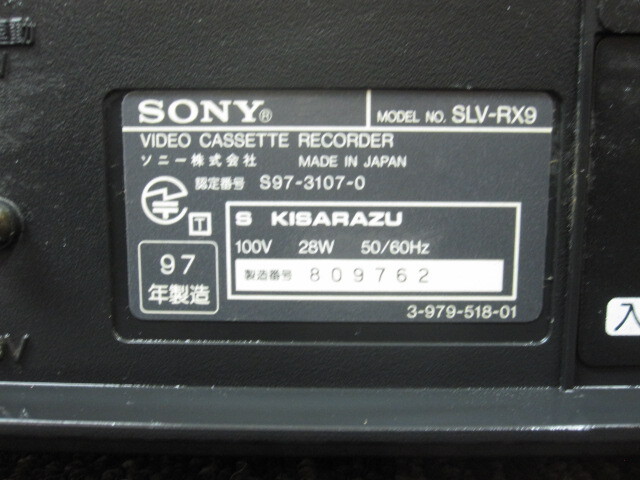 SONY® MODEL NO. SLV-RX9
VIDEO CASSETTE RECORDER
ソニー株式会社 MADE IN JAPAN
認定番号 S97-3107-0
T
S KISARAZU
100V 28W 50/60Hz
製造番号 809762
97
年製造
3-979-518-01
入